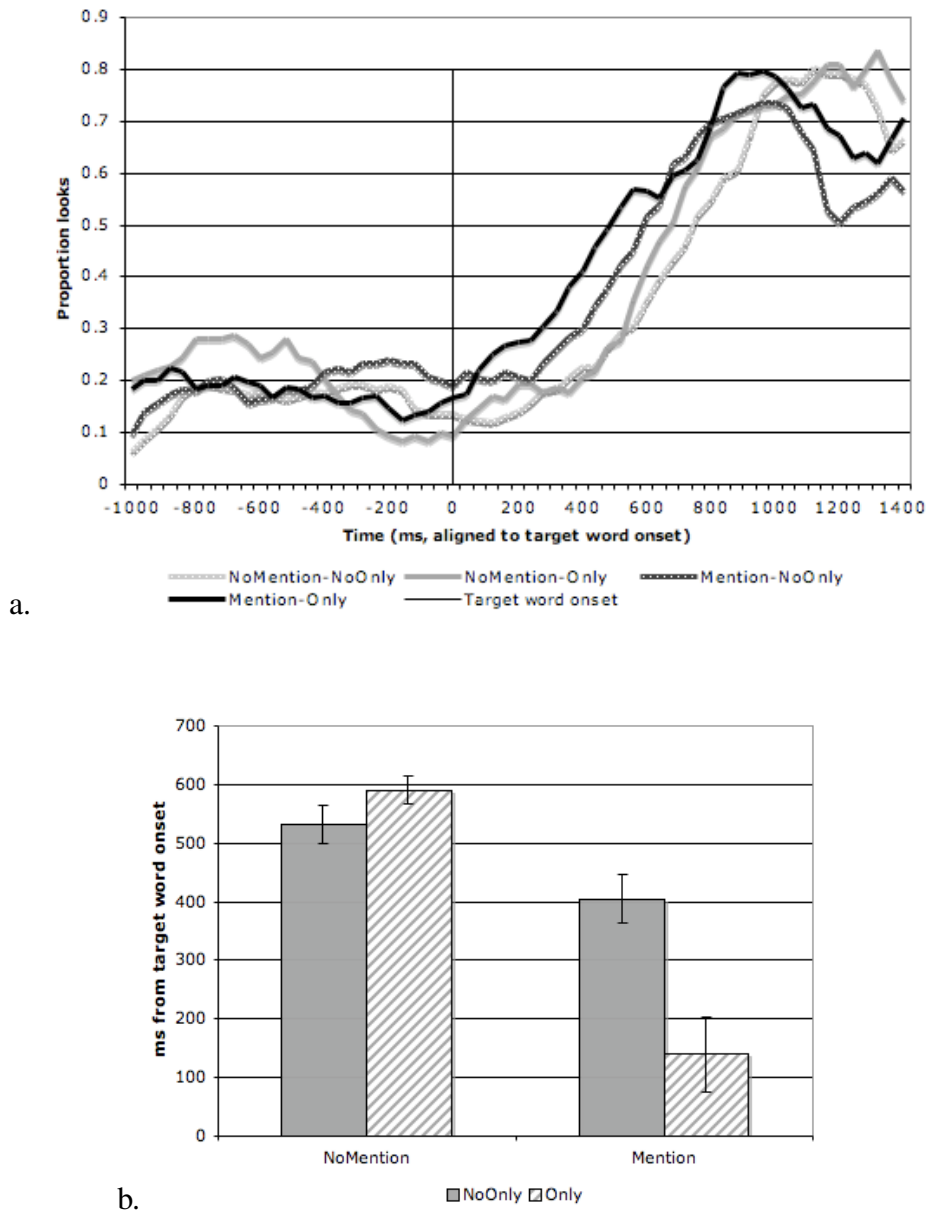 0.9
0.8
0.7
0.6
0.5
0.4
0.3
0.2
0.1
0
Proportion looks
-1000 -800 -600 -400 -200 0 200 400 600 800 1000 1200 1400
Time (ms, aligned to target word onset)
NoMention-NoOnly NoMention-Only Mention-NoOnly
Mention-Only Target word onset
a.
700
600
500
400
300
200
100
0
ms from target word onset
NoMention Mention
NoOnly Only
b.